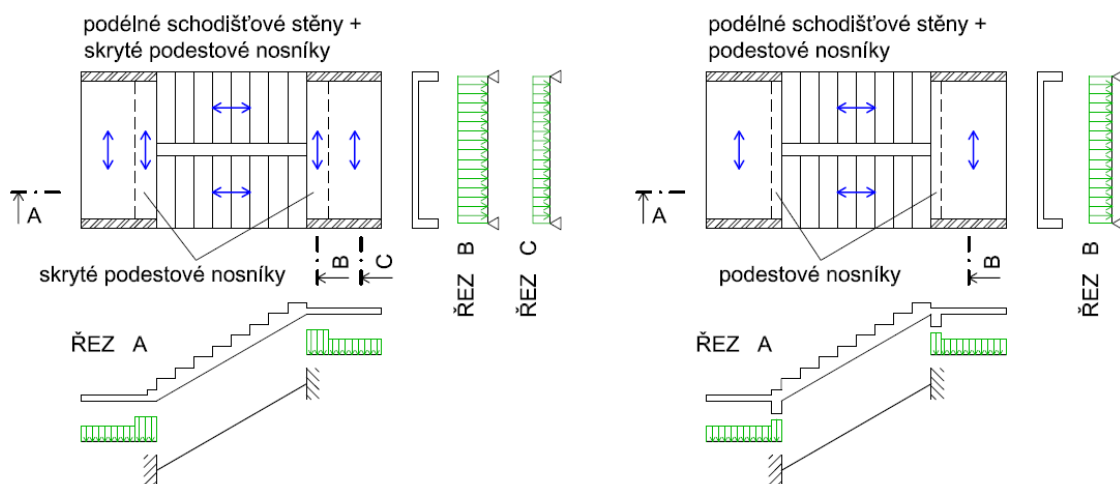 podélné schodišťové stěny +
skryté podestové nosníky
A
skryté podestové nosníky
B
C
ŘEZ B
ŘEZ C
ŘEZ A
podélné schodišťové stěny +
podestové nosníky
A
podestové nosníky
B
ŘEZ B
ŘEZ A